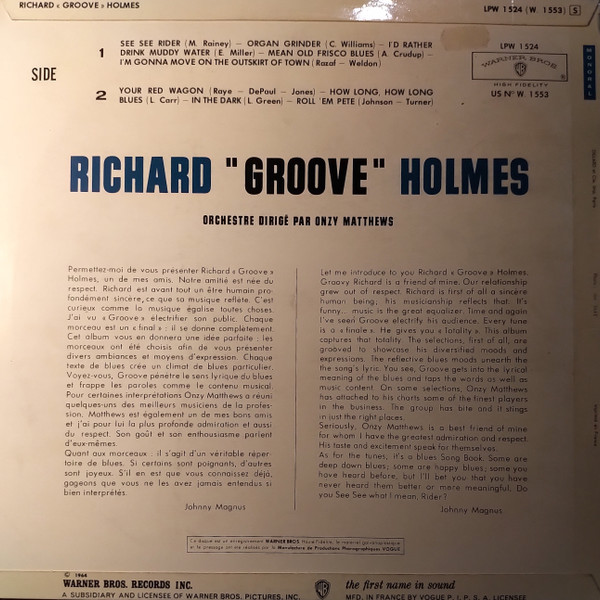 RICHARD « GROOVE » HOLMES
LPW 1524 (W 1553) S
SIDE
1 SEE SEE RIDER (M. Rainey) — ORGAN GRINDER (C. Williams) — I'D RATHER
DRINK MUDDY WATER (E. Miller) — MEAN OLD FRISCO BLUES (A. Crudup) —
I'M GONNA MOVE ON THE OUTSKIRT OF TOWN (Razaf — Weldon)
2 YOUR RED WAGON (Raye — DePaul — Jones) — HOW LONG, HOW LONG
BLUES (L. Carr) — IN THE DARK (L. Green) — ROLL 'EM PETE (Johnson — Turner)
LPW 1524
WARNER BROS
WB
HIGH FIDELITY
US Nº W 1553
MONORAL
RICHARD "GROOVE" HOLMES
ORCHESTRE DIRIGÉ PAR ONZY MATTHEWS
Permettez-moi de vous présenter Richard « Groove »
Holmes, un de mes amis. Notre amitié est née du
respect. Richard est avant tout un être humain pro-
fondément sincère, ce que sa musique reflète. C'est
curieux comme la musique égalise toutes choses.
J'ai vu « Groove » électrifier son public. Chaque
morceau est un « final » : il se donne complètement.
Cet album vous en donnera une idée parfaite : les
morceaux ont été choisis afin de vous présenter
divers ambiances et moyens d'expression. Chaque
texte de blues crée un climat de blues particulier.
Voyez-vous, Groove pénètre le sens lyrique du blues
et frappe les paroles comme le contenu musical.
Pour certaines interprétations Onzy Matthews a réuni
quelques-uns des meilleurs musiciens de la profes-
sion. Matthews est également un de mes bons amis
et j'ai pour lui la plus profonde admiration et aussi
du respect. Son goût et son enthousiasme parlent
d'eux-mêmes.
Quant aux morceaux : il s'agit d'un véritable réper-
toire de blues. Si certains sont poignants, d'autres
sont joyeux. S'il en est que vous connaissez déjà,
gageons que vous ne les avez jamais entendus si
bien interprétés.
Johnny Magnus
Let me introduce to you Richard « Groove » Holmes.
Groovy Richard is a friend of mine. Our relationship
grew out of respect. Richard is first of all a sincere
human being; his musicianship reflects that. It's
funny... music is the great equalizer. Time and again
I've seen Groove electrify his audience. Every tune
is a « finale ». He gives you « Totality ». This album
captures that totality. The selections, first of all, are
grooved to showcase his diversified moods and
expressions. The reflective blues moods unearth the
the song's lyric. You see, Groove gets into the lyrical
meaning of the blues and taps the words as well as
music content. On some selections, Onzy Matthews
has attached to his charts some of the finest players
in the business. The group has bite and it stings
in just the right places.
Seriously, Onzy Matthews is a best friend of mine
for whom I have the greatest admiration and respect.
His taste and excitement speak for themselves.
As for the tunes, it's a blues Song Book. Some are
deep down blues; some are happy blues; some you
have heard before, but I'll bet you that you have
never heard them better or more meaningful. Do
you See See what I mean, Rider?
Johnny Magnus
Ce disque est un enregistrement WARNER BROS
Manufacture de Productions Phonographiques VOGUE
© 1964
WARNER BROS. RECORDS INC.
A SUBSIDIARY AND LICENSEE OF WARNER BROS. PICTURES, INC.
WB
the first name in sound
MFD. IN FRANCE BY VOGUE P. I. P. S. A. LICENSEE